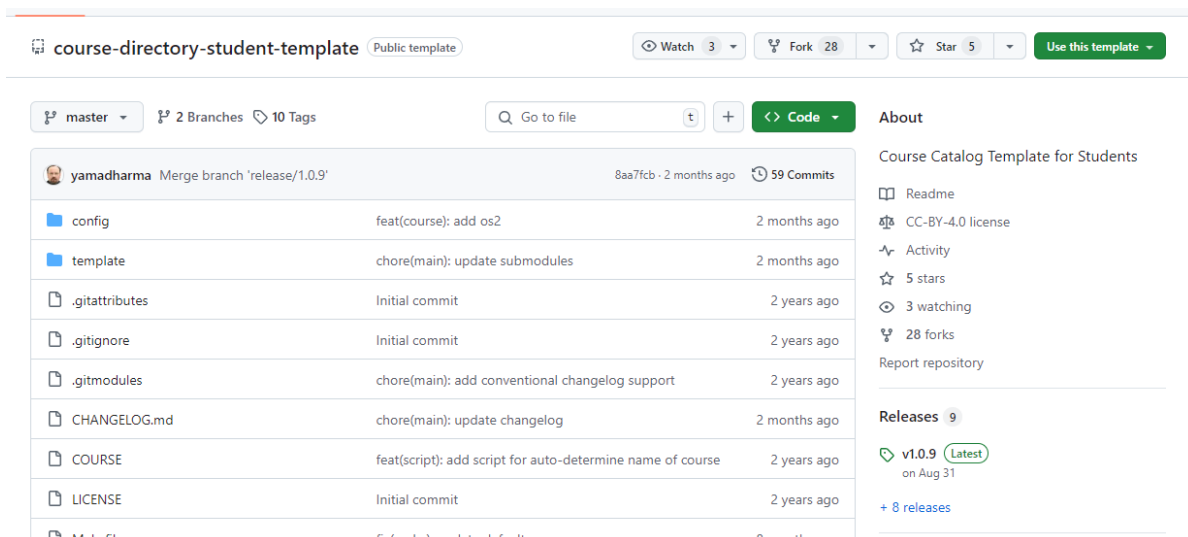 course-directory-student-template Public template Watch 3 Fork 28 Star 5 Use this template
master 2 Branches 10 Tags Go to file t + <> Code
yamadharma Merge branch 'release/1.0.9' 8aa7fcb · 2 months ago 59 Commits
config feat(course): add os2 2 months ago
template chore(main): update submodules 2 months ago
.gitattributes Initial commit 2 years ago
.gitignore Initial commit 2 years ago
.gitmodules chore(main): add conventional changelog support 2 years ago
CHANGELOG.md chore(main): update changelog 2 months ago
COURSE feat(script): add script for auto-determine name of course 2 years ago
LICENSE Initial commit 2 years ago
About
Course Catalog Template for Students
Readme
CC-BY-4.0 license
Activity
5 stars
3 watching
28 forks
Report repository
Releases 9
v1.0.9 Latest
on Aug 31
+ 8 releases